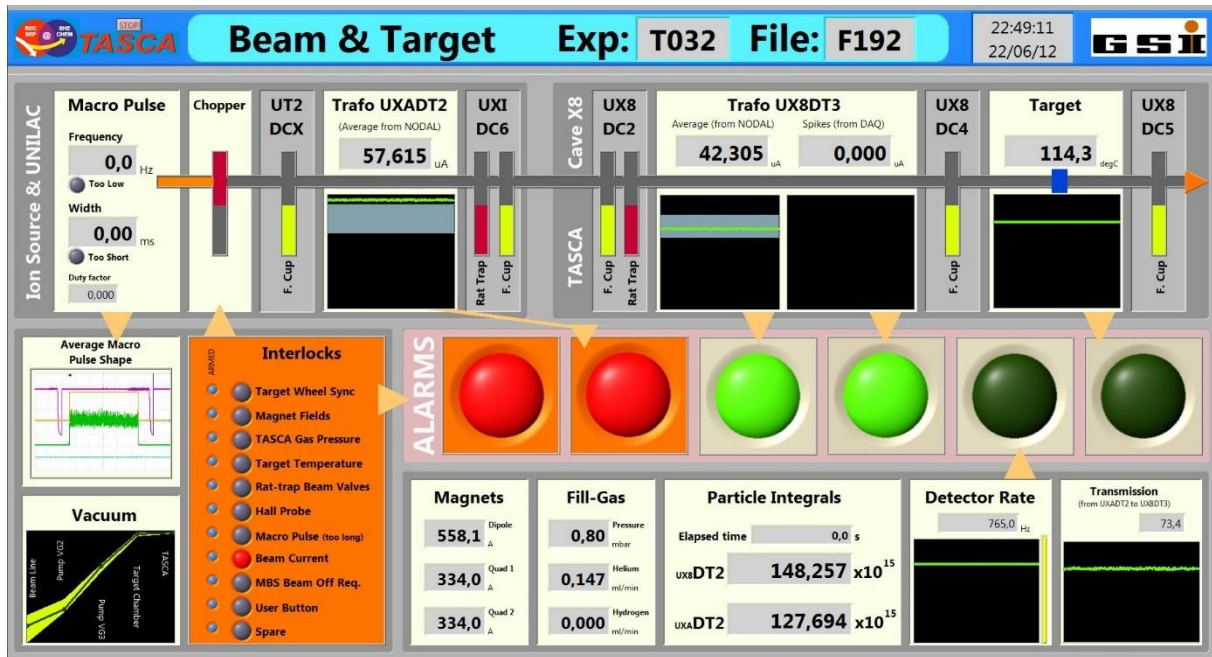 REC SEP @ SHE CHEM
STOP
TASCA
Beam & Target
Exp: T032
File: F192
22:49:11
22/06/12
GSI
Ion Source & UNILAC
Macro Pulse
Frequency
0,0 Hz
Too Low
Width
0,00 ms
Too Short
Duty factor
0,000
Chopper
UT2
DCX
F. Cup
Trafo UXADT2
(Average from NODAL)
57,615 uA
UXI
DC6
Rat Trap
F. Cup
Cave X8
TASCA
UX8
DC2
F. Cup
Rat Trap
Trafo UX8DT3
Average (from NODAL)
42,305 uA
Spikes (from DAQ)
0,000 uA
UX8
DC4
F. Cup
Target
114,3 degC
UX8
DC5
F. Cup
Average Macro
Pulse Shape
Vacuum
Beam Line
Pump VG2
Pump VG3
Target Chamber
TASCA
ARMED
Interlocks
Target Wheel Sync
Magnet Fields
TASCA Gas Pressure
Target Temperature
Rat-trap Beam Valves
Hall Probe
Macro Pulse (too long)
Beam Current
MBS Beam Off Req.
User Button
Spare
ALARMS
Magnets
558,1 Dipole A
334,0 Quad 1 A
334,0 Quad 2 A
Fill-Gas
0,80 Pressure mbar
0,147 Helium ml/min
0,000 Hydrogen ml/min
Particle Integrals
Elapsed time 0,0 s
UX8DT2 148,257 x10^15
UXADT2 127,694 x10^15
Detector Rate
765,0 Hz
Transmission
(from UXADT2 to UX8DT3)
73,4